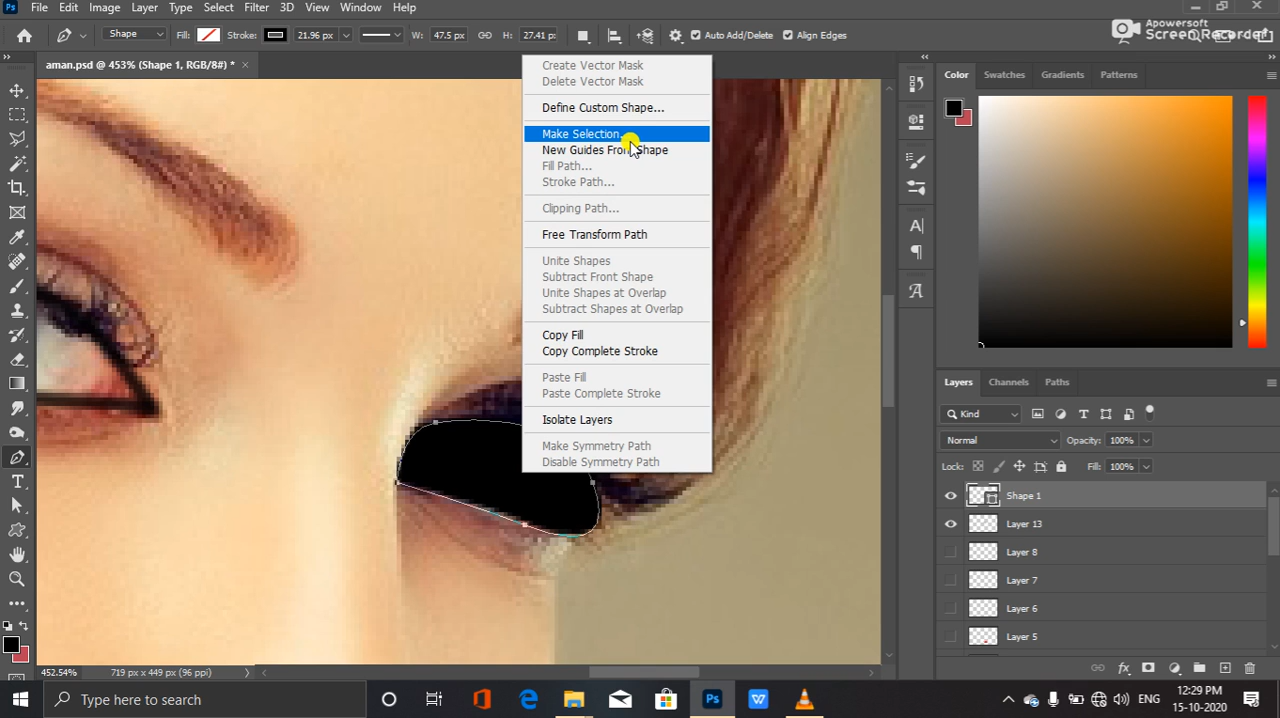 Ps File Edit Image Layer Type Select Filter 3D View Window Help
Apowersoft
Screen Recorder
Shape Fill: Stroke: 21.96 px W: 47.5 px H: 27.41 p Auto Add/Delete Align Edges
aman.psd @ 453% (Shape 1, RGB/8#) * ×
Create Vector Mask
Delete Vector Mask
Define Custom Shape...
Make Selection...
New Guides From Shape
Fill Path...
Stroke Path...
Clipping Path...
Free Transform Path
Unite Shapes
Subtract Front Shape
Unite Shapes at Overlap
Subtract Shapes at Overlap
Copy Fill
Copy Complete Stroke
Paste Fill
Paste Complete Stroke
Isolate Layers
Make Symmetry Path
Disable Symmetry Path
Color Swatches Gradients Patterns
Layers Channels Paths
Kind
Normal Opacity: 100%
Lock: Fill: 100%
Shape 1
Layer 13
Layer 8
Layer 7
Layer 6
Layer 5
452.54% 719 px x 449 px (96 ppi)
Type here to search
Ps
ENG
12:29 PM
15-10-2020